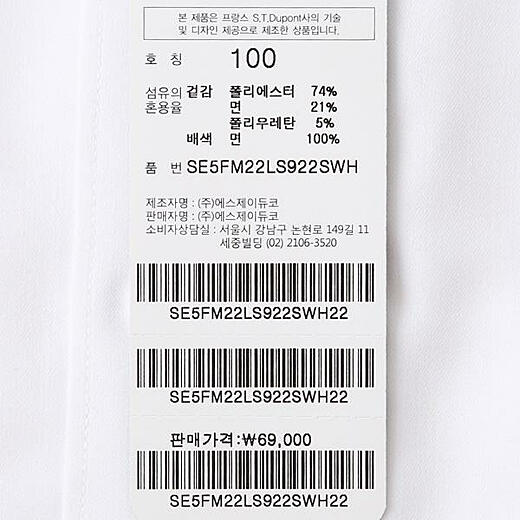 본 제품은 프랑스 S.T.Dupont사의 기술
및 디자인 제공으로 제조한 상품입니다.
호 칭 100
섬유의 겉감 폴리에스터 74%
혼용율 면 21%
폴리우레탄 5%
배색 100%
품 번 SE5FM22LS922SWH
제조자명 : (주)에스제이듀코
판매자명 : (주)에스제이듀코
소비자상담실 : 서울시 강남구 논현로 149길 11
세중빌딩 (02) 2106-3520
SE5FM22LS922SWH22
SE5FM22LS922SWH22
판매가격:₩69,000
SE5FM22LS922SWH22